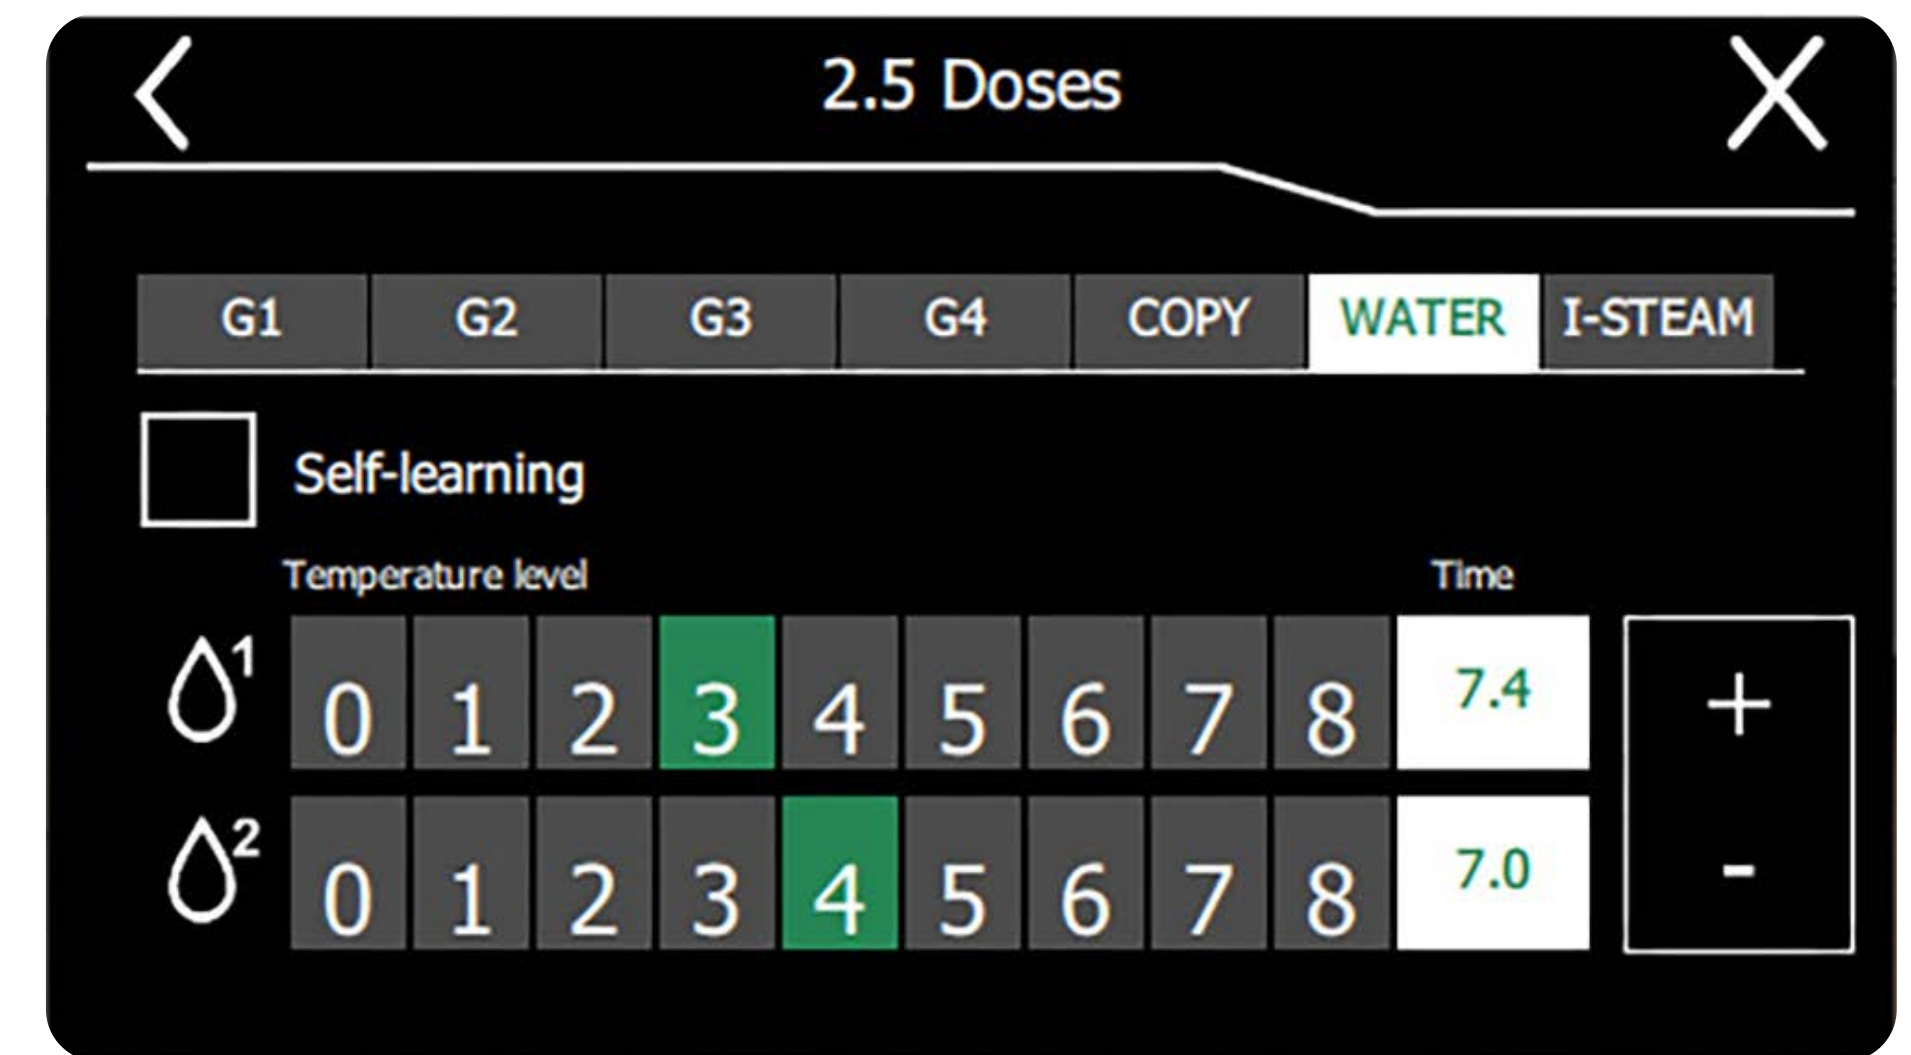 2.5 Doses
G1 G2 G3 G4 COPY WATER I-STEAM
Self-learning
Temperature level Time
1 0 1 2 3 4 5 6 7 8 7.4 +
2 0 1 2 3 4 5 6 7 8 7.0 -